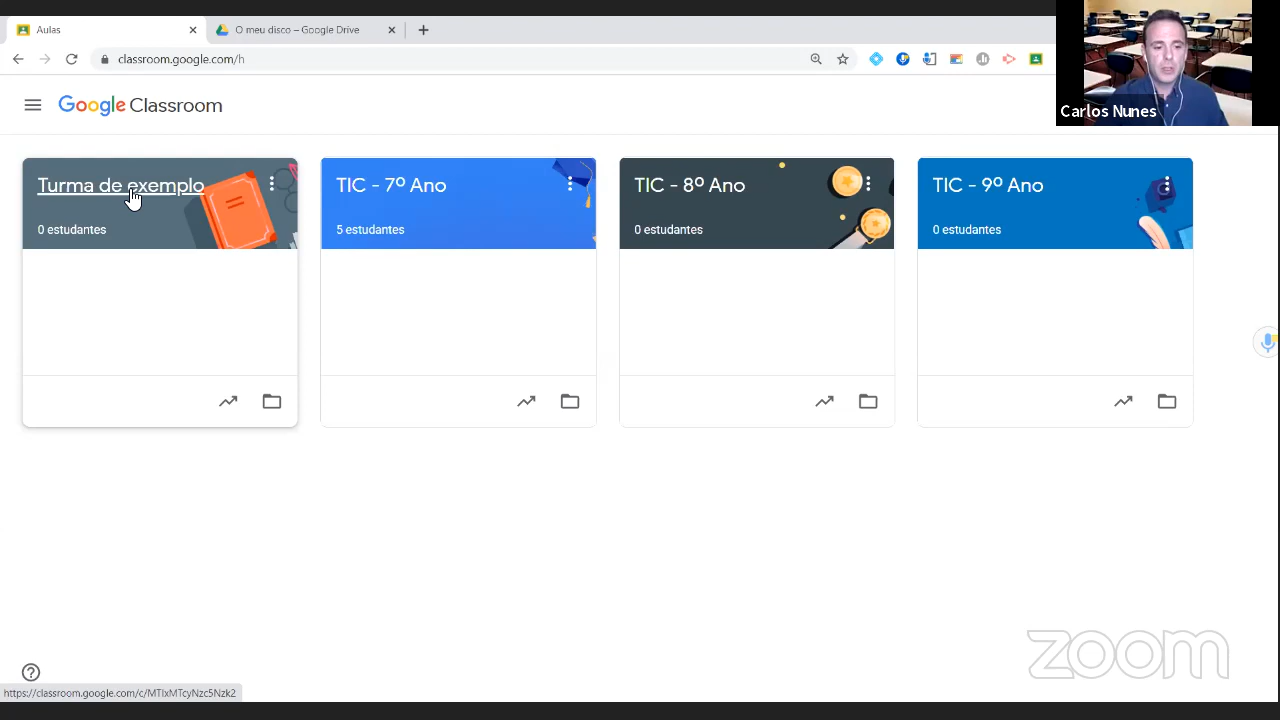 Aulas
O meu disco – Google Drive
classroom.google.com/h
Carlos Nunes
Google Classroom
Turma de exemplo
0 estudantes
TIC - 7º Ano
5 estudantes
TIC - 8º Ano
0 estudantes
TIC - 9º Ano
0 estudantes
zoom
https://classroom.google.com/c/MTIxMTcyNzc5Nzk2